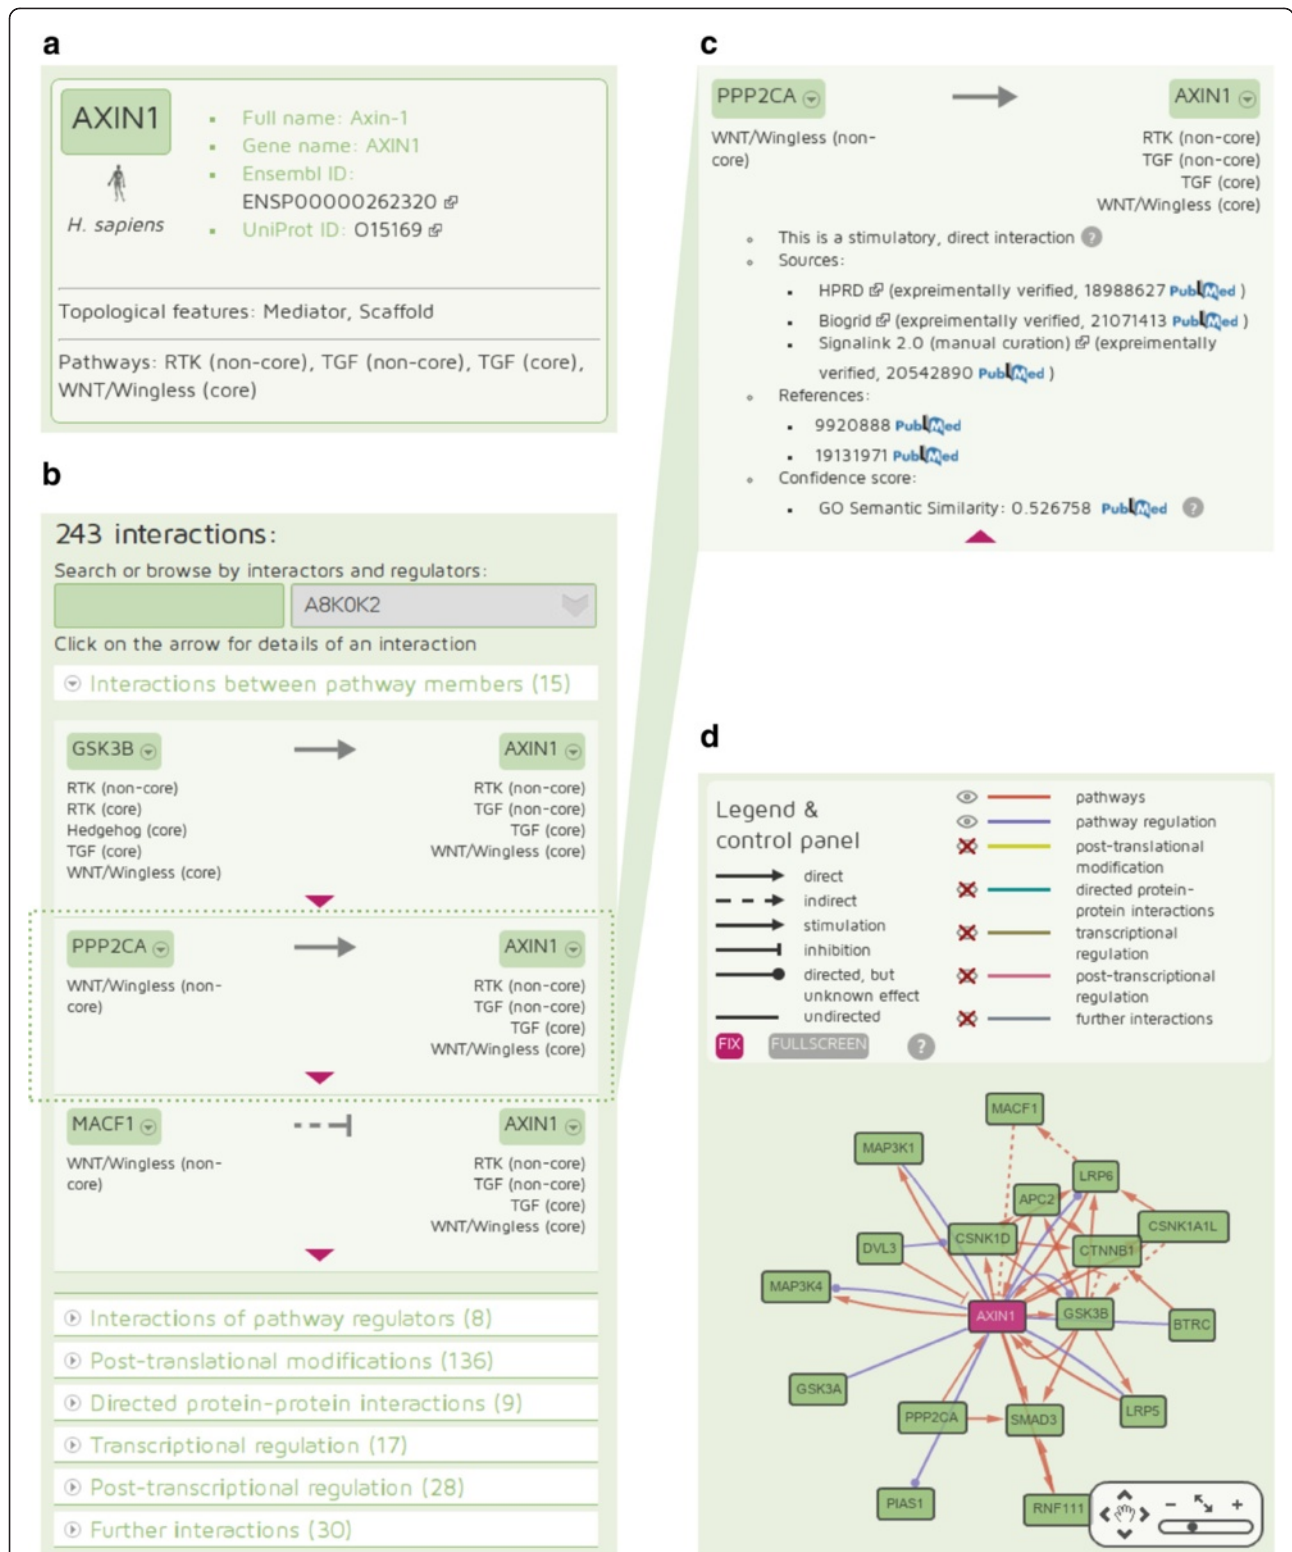 a
AXIN1
H. sapiens
Full name: Axin-1
Gene name: AXIN1
Ensembl ID:
ENSP00000262320
UniProt ID: O15169
Topological features: Mediator, Scaffold
Pathways: RTK (non-core), TGF (non-core), TGF (core),
WNT/Wingless (core)
b
243 interactions:
Search or browse by interactors and regulators:
A8K0K2
Click on the arrow for details of an interaction
Interactions between pathway members (15)
GSK3B
AXIN1
RTK (non-core)
RTK (core)
Hedgehog (core)
TGF (core)
WNT/Wingless (core)
RTK (non-core)
TGF (non-core)
TGF (core)
WNT/Wingless (core)
PPP2CA
AXIN1
WNT/Wingless (non-
core)
RTK (non-core)
TGF (non-core)
TGF (core)
WNT/Wingless (core)
MACF1
AXIN1
WNT/Wingless (non-
core)
RTK (non-core)
TGF (non-core)
TGF (core)
WNT/Wingless (core)
Interactions of pathway regulators (8)
Post-translational modifications (136)
Directed protein-protein interactions (9)
Transcriptional regulation (17)
Post-transcriptional regulation (28)
Further interactions (30)
c
PPP2CA
AXIN1
WNT/Wingless (non-
core)
RTK (non-core)
TGF (non-core)
TGF (core)
WNT/Wingless (core)
This is a stimulatory, direct interaction ?
Sources:
HPRD (expreimentally verified, 18988627 PubMed )
Biogrid (expreimentally verified, 21071413 PubMed )
Signalink 2.0 (manual curation) (expreimentally
verified, 20542890 PubMed )
References:
9920888 PubMed
19131971 PubMed
Confidence score:
GO Semantic Similarity: 0.526758 PubMed ?
d
Legend &
control panel
direct
indirect
stimulation
inhibition
directed, but
unknown effect
undirected
FIX
FULLSCREEN
?
pathways
pathway regulation
post-translational
modification
directed protein-
protein interactions
transcriptional
regulation
post-transcriptional
regulation
further interactions
MACF1
MAP3K1
LRP6
APC2
CSNK1A1L
CSNK1D
DVL3
CTNNB1
MAP3K4
AXIN1
GSK3B
BTRC
GSK3A
PPP2CA
SMAD3
LRP5
PIAS1
RNF111
- +